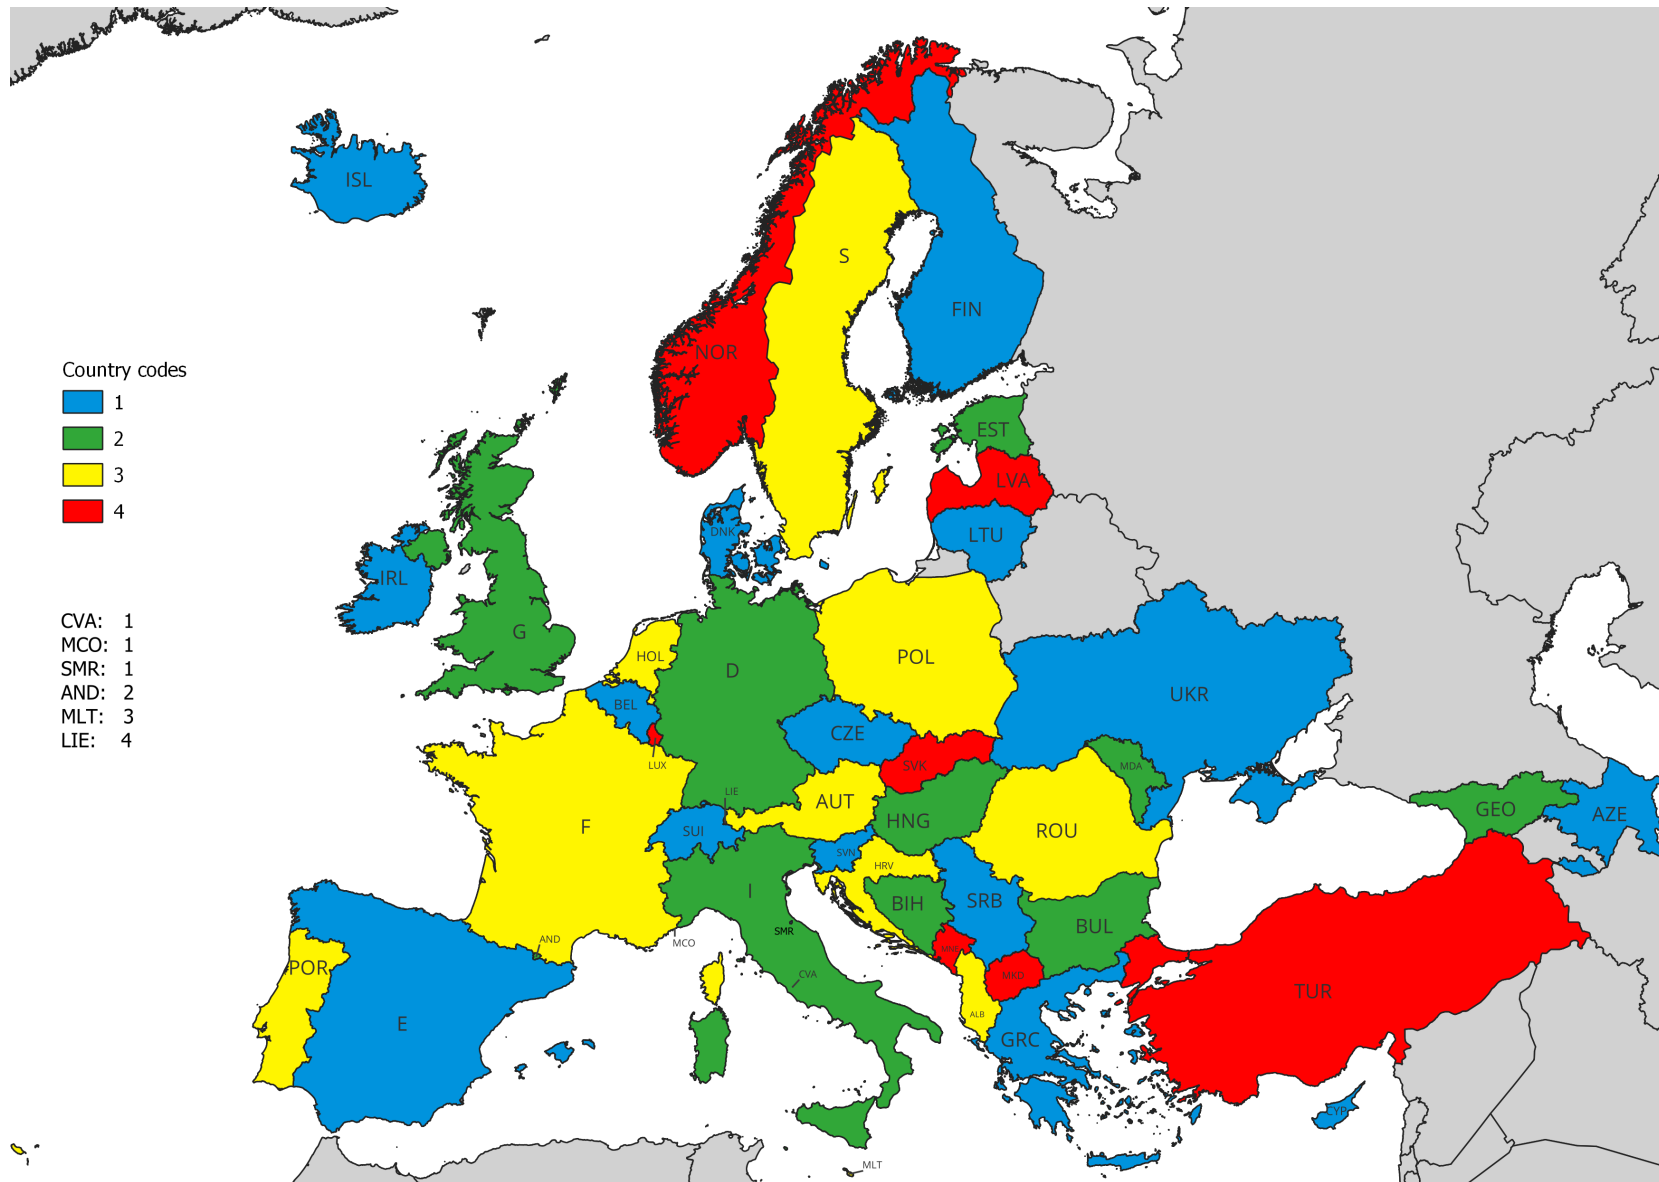 ISL
S
FIN
NOR
Country codes
1
2
3
4
EST
LVA
LTU
DNK
IRL
G
CVA: 1
MCO: 1
SMR: 1
AND: 2
MLT: 3
LIE: 4
HOL
D
POL
BEL
UKR
CZE
LUX
SVK
MDA
LIE
AUT
HNG
GEO
AZE
F
SUI
ROU
SVN
HRV
I
BIH
SRB
BUL
SMR
AND
MCO
MNE
POR
CVA
MKD
TUR
E
ALB
GRC
CYP
MLT